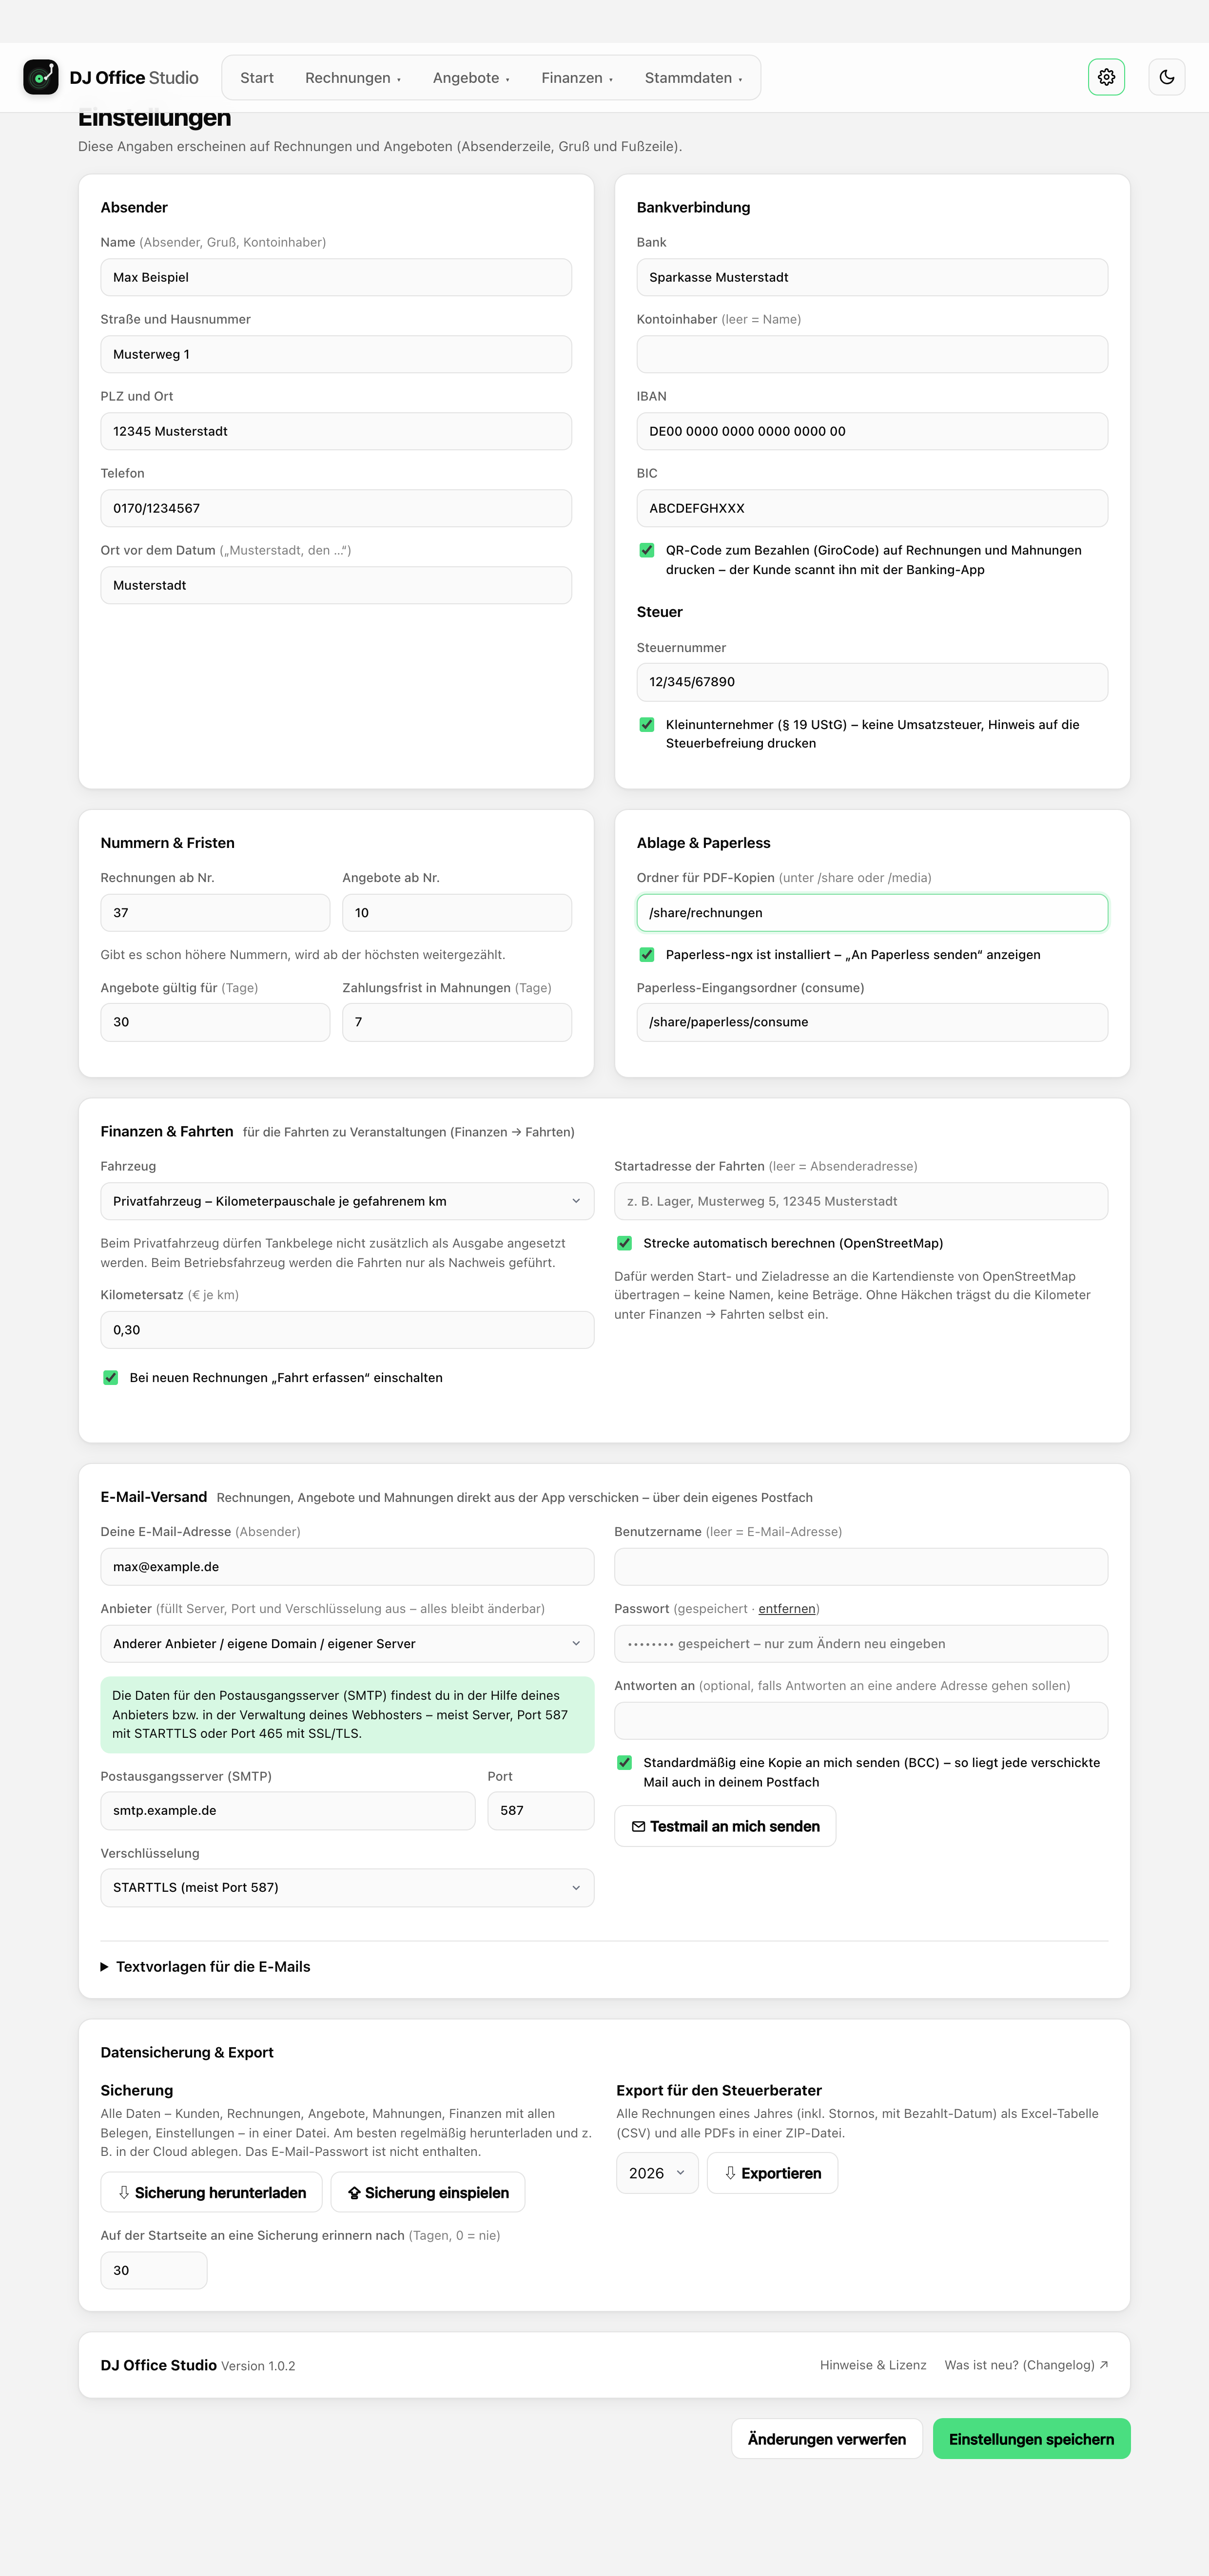 DJ Office Studio
Start
Rechnungen
Angebote
Finanzen
Stammdaten
Einstellungen
Diese Angaben erscheinen auf Rechnungen und Angeboten (Absenderzeile, Gruß und Fußzeile).
Absender
Name (Absender, Gruß, Kontoinhaber)
Max Beispiel
Straße und Hausnummer
Musterweg 1
PLZ und Ort
12345 Musterstadt
Telefon
0170/1234567
Ort vor dem Datum („Musterstadt, den …“)
Musterstadt
Bankverbindung
Bank
Sparkasse Musterstadt
Kontoinhaber (leer = Name)
IBAN
DE00 0000 0000 0000 0000 00
BIC
ABCDEFGHXXX
QR-Code zum Bezahlen (GiroCode) auf Rechnungen und Mahnungen
drucken – der Kunde scannt ihn mit der Banking-App
Steuer
Steuernummer
12/345/67890
Kleinunternehmer (§ 19 UStG) – keine Umsatzsteuer, Hinweis auf die
Steuerbefreiung drucken
Nummern & Fristen
Rechnungen ab Nr.
Angebote ab Nr.
37
10
Gibt es schon höhere Nummern, wird ab der höchsten weitergezählt.
Angebote gültig für (Tage)
Zahlungsfrist in Mahnungen (Tage)
30
7
Ablage & Paperless
Ordner für PDF-Kopien (unter /share oder /media)
/share/rechnungen
Paperless-ngx ist installiert – „An Paperless senden“ anzeigen
Paperless-Eingangsordner (consume)
/share/paperless/consume
Finanzen & Fahrten für die Fahrten zu Veranstaltungen (Finanzen → Fahrten)
Fahrzeug
Privatfahrzeug – Kilometerpauschale je gefahrenem km
Beim Privatfahrzeug dürfen Tankbelege nicht zusätzlich als Ausgabe angesetzt
werden. Beim Betriebsfahrzeug werden die Fahrten nur als Nachweis geführt.
Kilometersatz (€ je km)
0,30
Bei neuen Rechnungen „Fahrt erfassen“ einschalten
Startadresse der Fahrten (leer = Absenderadresse)
z. B. Lager, Musterweg 5, 12345 Musterstadt
Strecke automatisch berechnen (OpenStreetMap)
Dafür werden Start- und Zieladresse an die Kartendienste von OpenStreetMap
übertragen – keine Namen, keine Beträge. Ohne Häkchen trägst du die Kilometer
unter Finanzen → Fahrten selbst ein.
E-Mail-Versand Rechnungen, Angebote und Mahnungen direkt aus der App verschicken – über dein eigenes Postfach
Deine E-Mail-Adresse (Absender)
max@example.de
Anbieter (füllt Server, Port und Verschlüsselung aus – alles bleibt änderbar)
Anderer Anbieter / eigene Domain / eigener Server
Die Daten für den Postausgangsserver (SMTP) findest du in der Hilfe deines
Anbieters bzw. in der Verwaltung deines Webhosters – meist Server, Port 587
mit STARTTLS oder Port 465 mit SSL/TLS.
Postausgangsserver (SMTP)
Port
smtp.example.de
587
Verschlüsselung
STARTTLS (meist Port 587)
Benutzername (leer = E-Mail-Adresse)
Passwort (gespeichert · entfernen)
•••••••• gespeichert – nur zum Ändern neu eingeben
Antworten an (optional, falls Antworten an eine andere Adresse gehen sollen)
Standardmäßig eine Kopie an mich senden (BCC) – so liegt jede verschickte
Mail auch in deinem Postfach
Testmail an mich senden
Textvorlagen für die E-Mails
Datensicherung & Export
Sicherung
Alle Daten – Kunden, Rechnungen, Angebote, Mahnungen, Finanzen mit allen
Belegen, Einstellungen – in einer Datei. Am besten regelmäßig herunterladen und z.
B. in der Cloud ablegen. Das E-Mail-Passwort ist nicht enthalten.
⇩ Sicherung herunterladen
Sicherung einspielen
Auf der Startseite an eine Sicherung erinnern nach (Tagen, 0 = nie)
30
Export für den Steuerberater
Alle Rechnungen eines Jahres (inkl. Stornos, mit Bezahlt-Datum) als Excel-Tabelle
(CSV) und alle PDFs in einer ZIP-Datei.
2026
⇩ Exportieren
DJ Office Studio Version 1.0.2
Hinweise & Lizenz
Was ist neu? (Changelog) ↗
Änderungen verwerfen
Einstellungen speichern